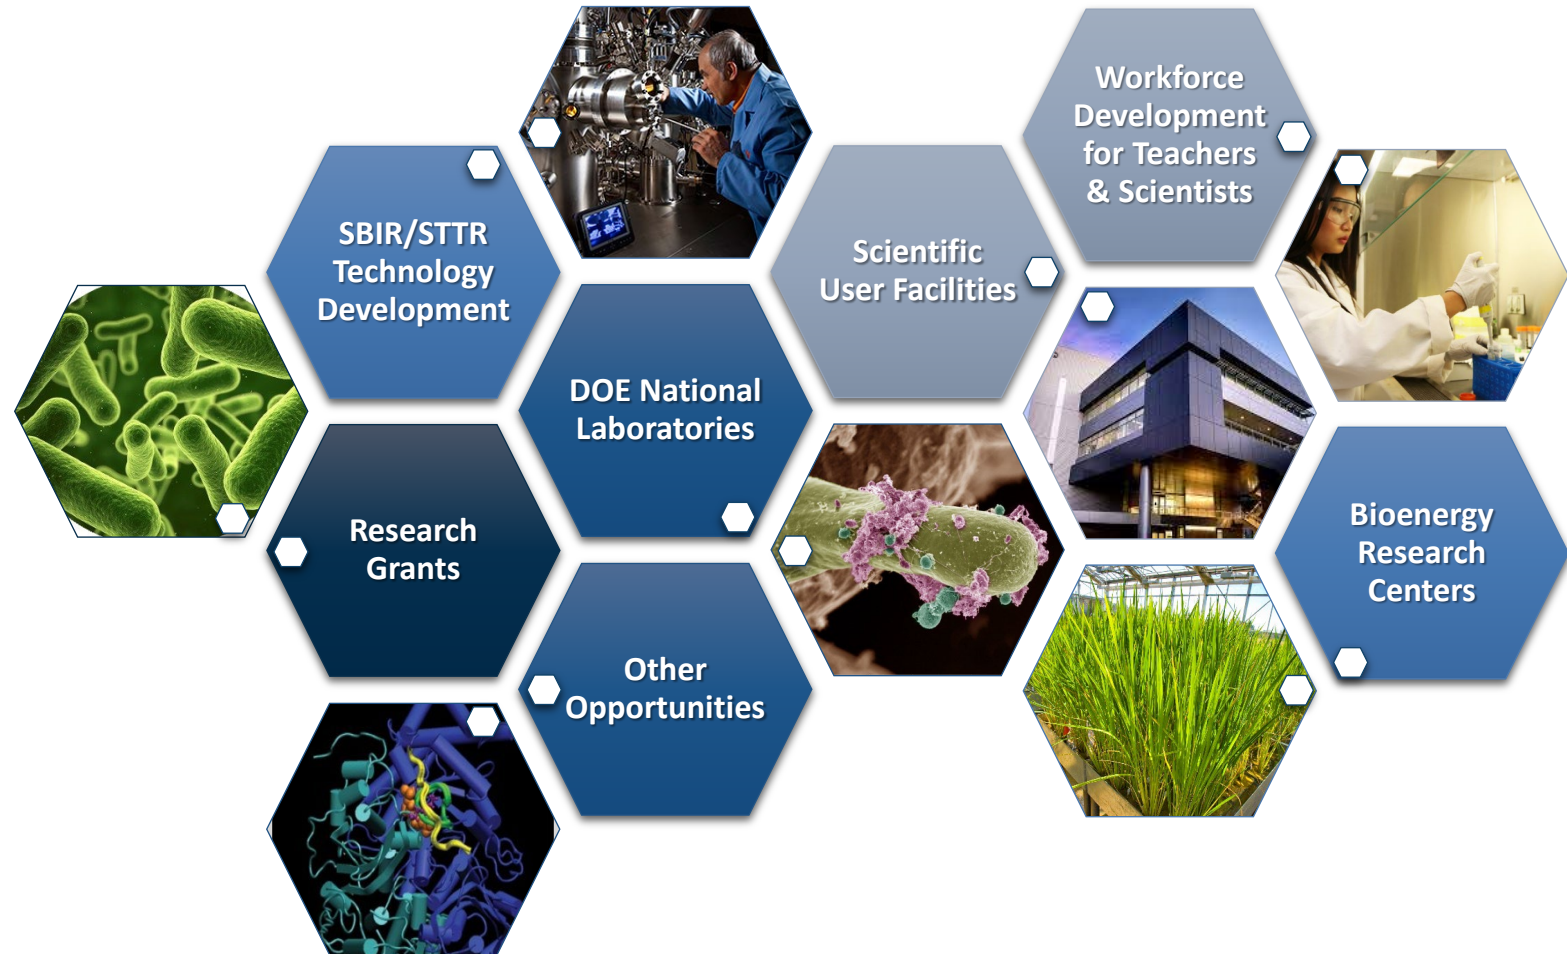 Workforce
Development
for Teachers
& Scientists
SBIR/STTR
Technology
Development
Scientific
User Facilities
DOE National
Laboratories
Research
Grants
Bioenergy
Research
Centers
Other
Opportunities